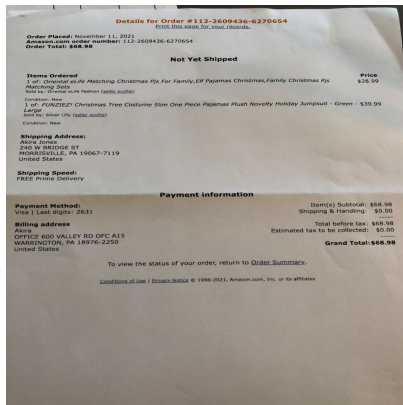 Details for Order #112-2609436-6270654
Print this page for your records.
Order Placed: November 11, 2021
Amazon.com order number: 112-2609436-6270654
Order Total: $68.98
Not Yet Shipped
Items Ordered Price
1 of: Oriental eLife Matching Christmas Pjs For Family,Elf Pajamas Christmas,Family Christmas Pjs $28.99
Matching Sets
Sold by: Oriental eLife Fashion (seller profile)
Condition: New
1 of: FUNZIEZ! Christmas Tree Costume Slim One Piece Pajamas Plush Novelty Holiday Jumpsuit - Green - $39.99
Large
Sold by: Silver Lilly (seller profile)
Condition: New
Shipping Address:
Akira Jones
240 W BRIDGE ST
MORRISVILLE, PA 19067-7119
United States
Shipping Speed:
FREE Prime Delivery
Payment information
Payment Method: Item(s) Subtotal: $68.98
Visa | Last digits: 2631 Shipping & Handling: $0.00
-----
Billing address Total before tax: $68.98
Akira Estimated tax to be collected: $0.00
OFFICE 600 VALLEY RD OFC A15 -----
WARRINGTON, PA 18976-2250 Grand Total:$68.98
United States
To view the status of your order, return to Order Summary.
Conditions of Use | Privacy Notice © 1996-2021, Amazon.com, Inc. or its affiliates